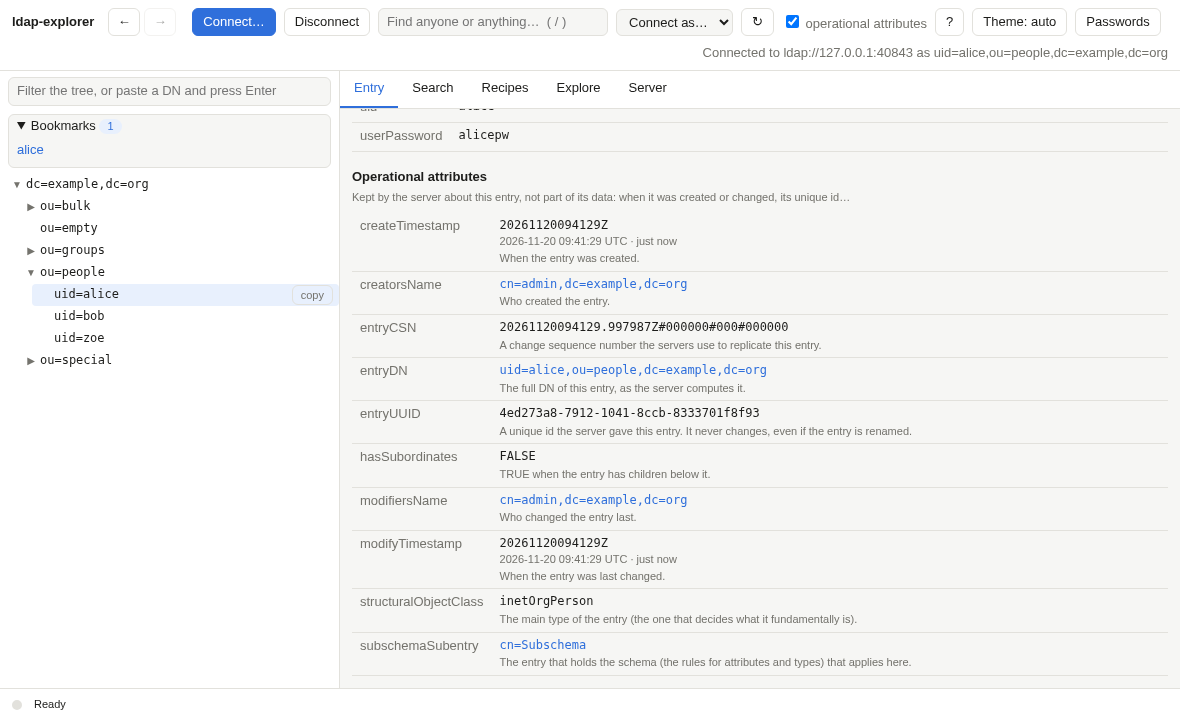 ldap-explorer
←
→
Connect…
Disconnect
Find anyone or anything… ( / )
Connect as…
↻
operational attributes
?
Theme: auto
Passwords
Connected to ldap://127.0.0.1:40843 as uid=alice,ou=people,dc=example,dc=org
Filter the tree, or paste a DN and press Enter
▼ Bookmarks 1
alice
▼ dc=example,dc=org
▶ ou=bulk
ou=empty
▶ ou=groups
▼ ou=people
uid=alice copy
uid=bob
uid=zoe
▶ ou=special
Entry Search Recipes Explore Server
userPassword alicepw
Operational attributes
Kept by the server about this entry, not part of its data: when it was created or changed, its unique id…
createTimestamp 20261120094129Z
2026-11-20 09:41:29 UTC · just now
When the entry was created.
creatorsName cn=admin,dc=example,dc=org
Who created the entry.
entryCSN 20261120094129.997987Z#000000#000#000000
A change sequence number the servers use to replicate this entry.
entryDN uid=alice,ou=people,dc=example,dc=org
The full DN of this entry, as the server computes it.
entryUUID 4ed273a8-7912-1041-8ccb-8333701f8f93
A unique id the server gave this entry. It never changes, even if the entry is renamed.
hasSubordinates FALSE
TRUE when the entry has children below it.
modifiersName cn=admin,dc=example,dc=org
Who changed the entry last.
modifyTimestamp 20261120094129Z
2026-11-20 09:41:29 UTC · just now
When the entry was last changed.
structuralObjectClass inetOrgPerson
The main type of the entry (the one that decides what it fundamentally is).
subschemaSubentry cn=Subschema
The entry that holds the schema (the rules for attributes and types) that applies here.
Ready